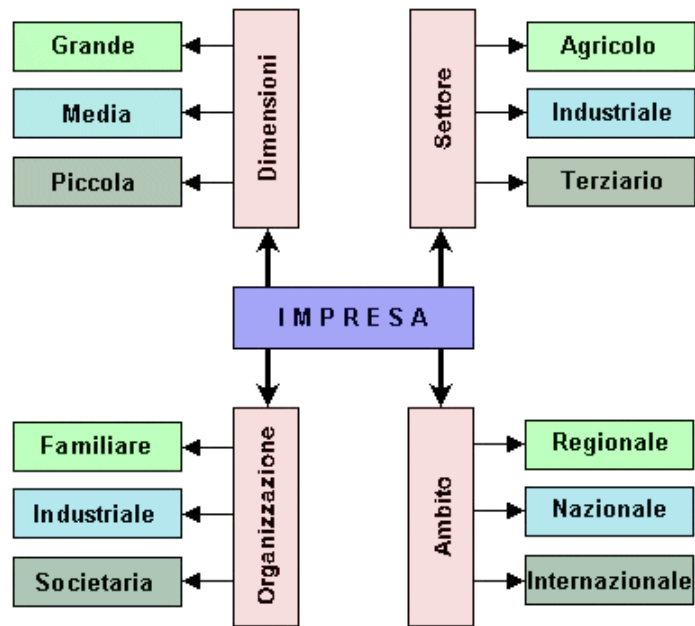 Grande
Media
Piccola
Dimensioni
Settore
Agricolo
Industriale
Terziario
IMPRESA
Familiare
Industriale
Societaria
Organizzazione
Ambito
Regionale
Nazionale
Internazionale